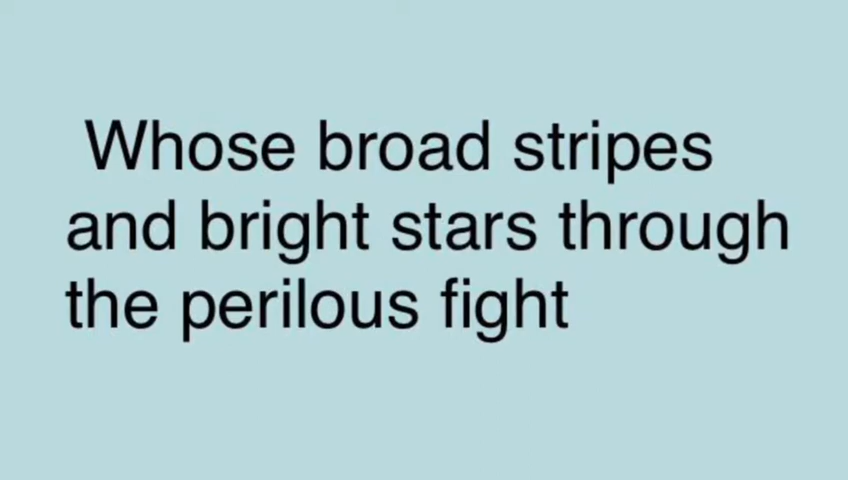 Whose broad stripes
and bright stars through
the perilous fight